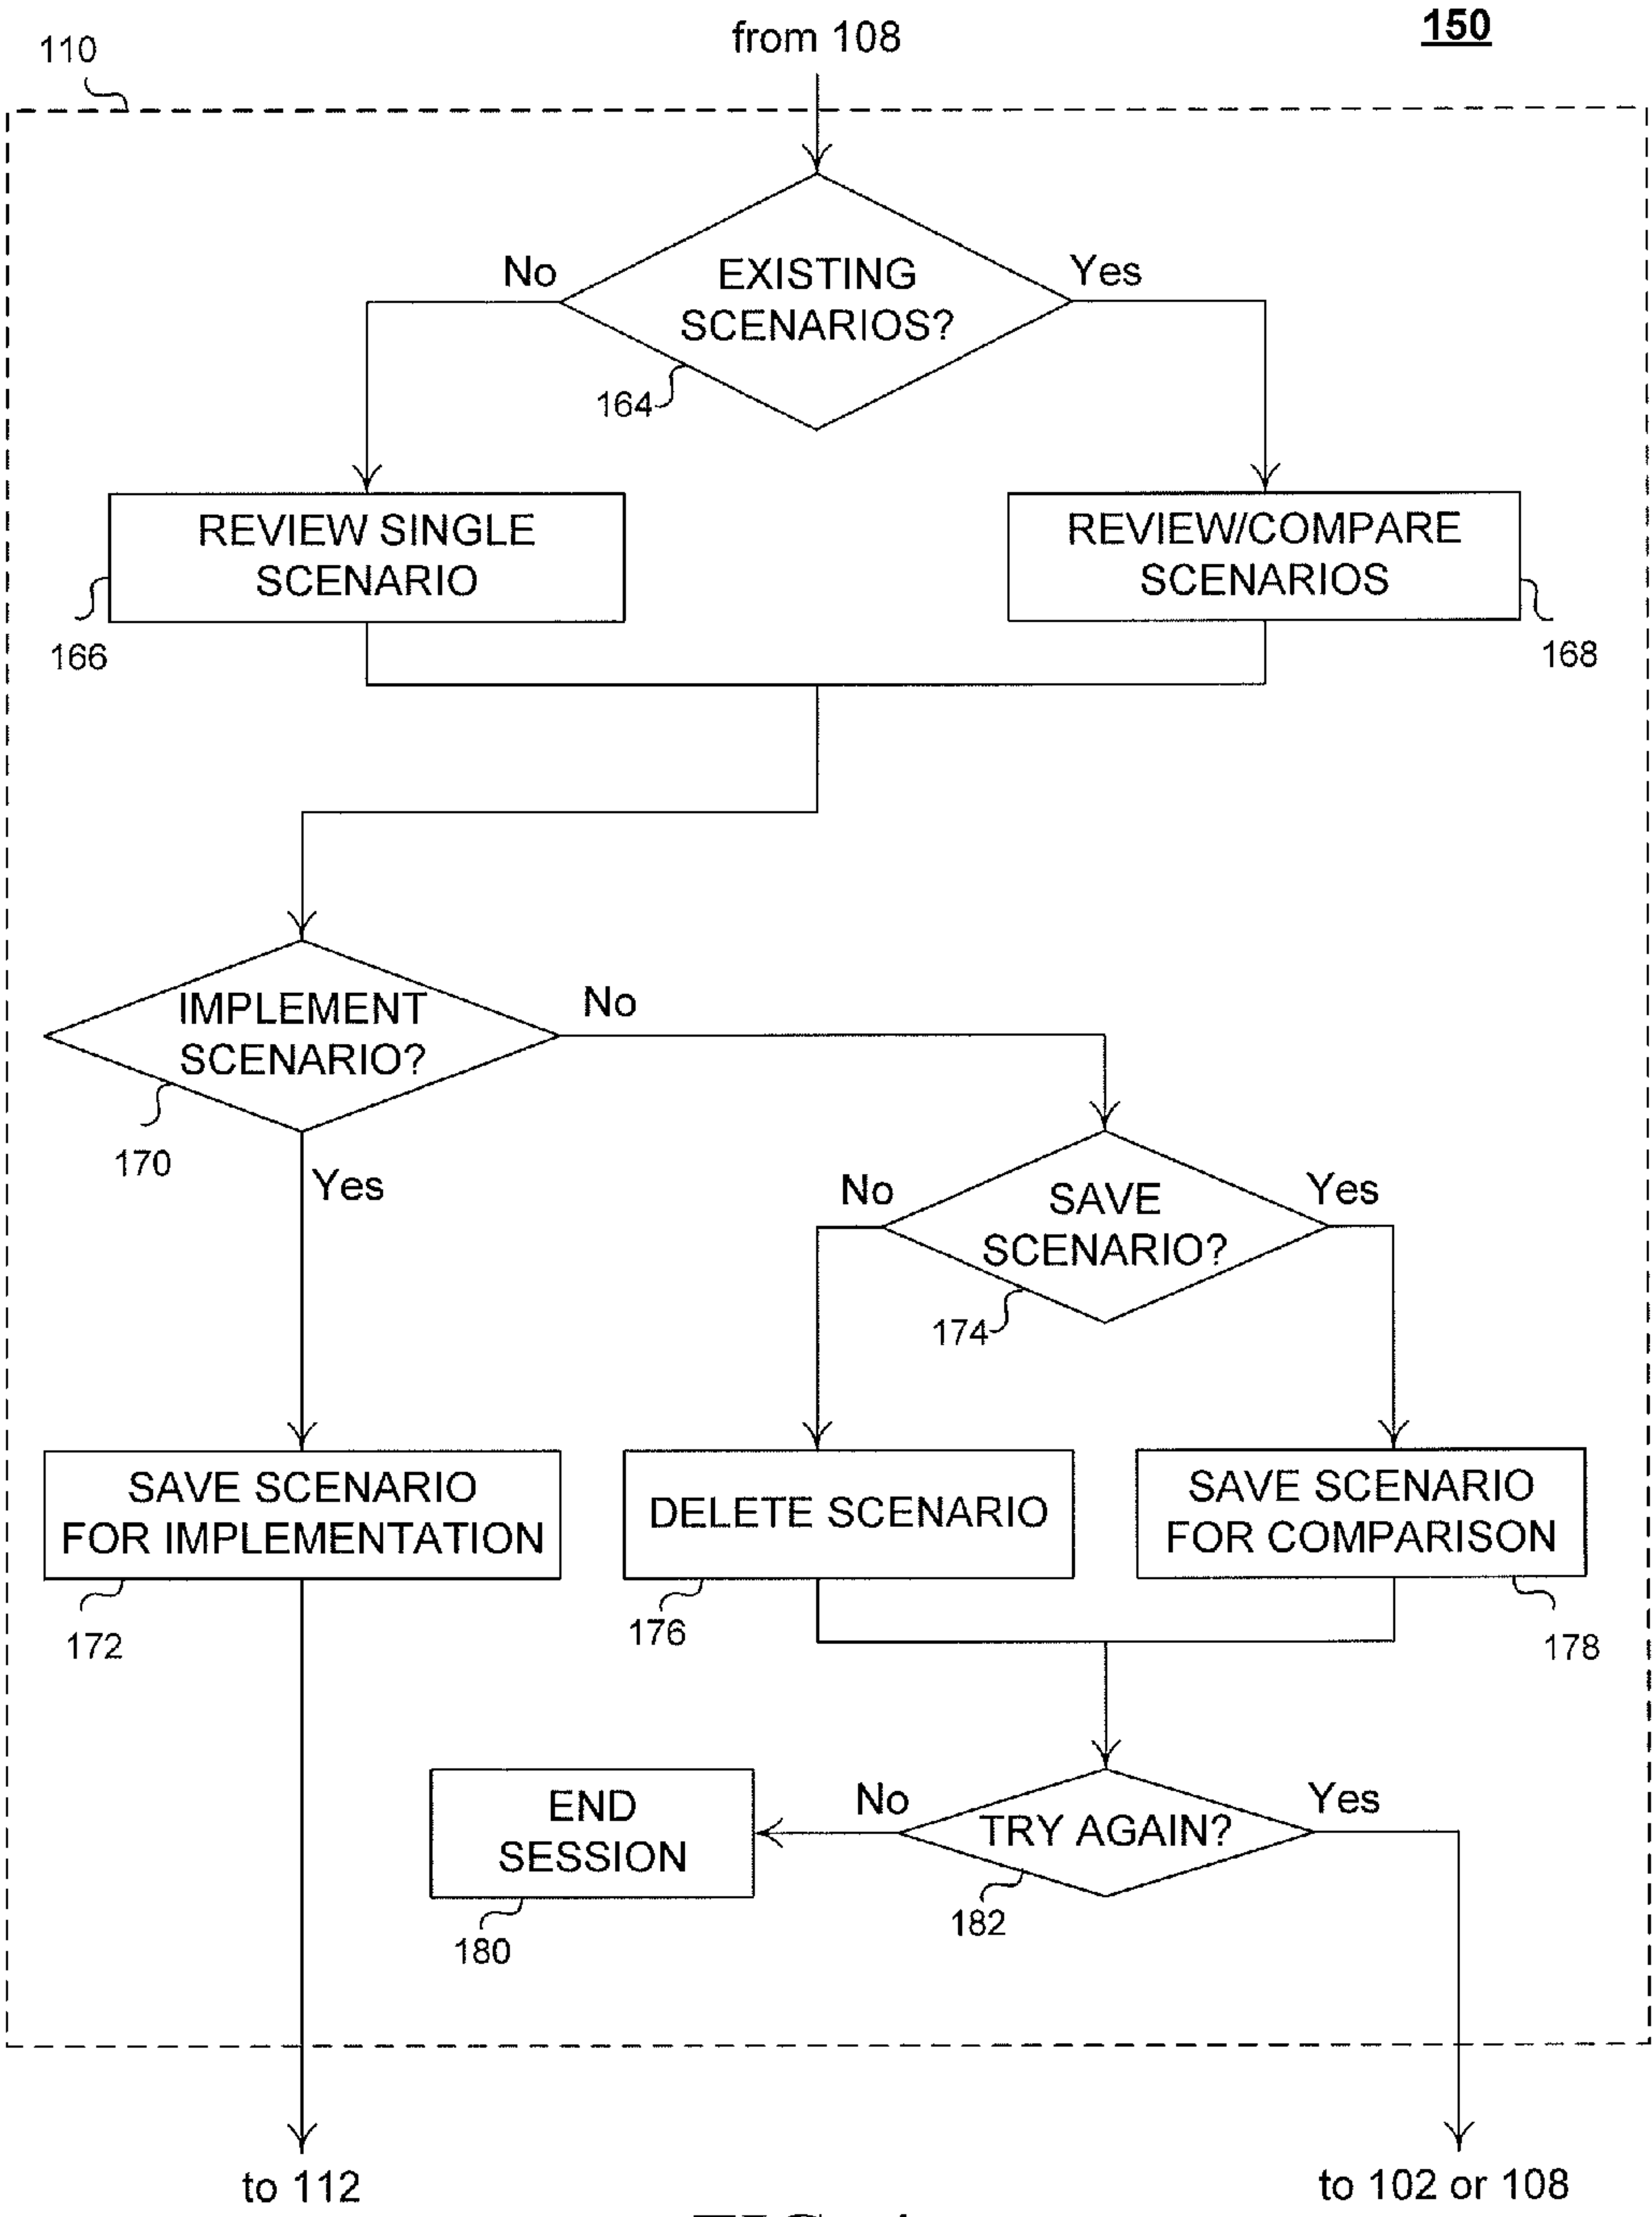 150
from 108
110
No
EXISTING
SCENARIOS?
Yes
164
REVIEW SINGLE
SCENARIO
REVIEW/COMPARE
SCENARIOS
166
168
IMPLEMENT
SCENARIO?
No
170
Yes
No
SAVE
SCENARIO?
Yes
174
SAVE SCENARIO
FOR IMPLEMENTATION
DELETE SCENARIO
SAVE SCENARIO
FOR COMPARISON
172
176
178
END
SESSION
No
TRY AGAIN?
Yes
180
182
to 112
to 102 or 108